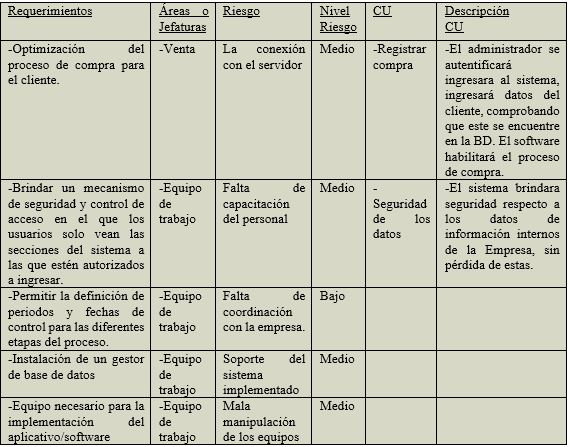 Requerimientos
Áreas o
Jefaturas
Riesgo
Nivel
Riesgo
CU
Descripción
CU
-Optimización del
proceso de compra para
el cliente.
-Venta
La conexión
con el servidor
Medio
-Registrar
compra
-El administrador se
autentificará
ingresara al sistema,
ingresará datos del
cliente, comprobando
que este se encuentre
en la BD. El software
habilitará el proceso
de compra.
-Brindar un mecanismo
de seguridad y control de
acceso en el que los
usuarios solo vean las
secciones del sistema a
las que estén autorizados
a ingresar.
-Equipo
de
trabajo
Falta de
capacitación
del personal
Medio
-
Seguridad
de los
datos
-El sistema brindara
seguridad respecto a
los datos de
información internos
de la Empresa, sin
pérdida de estas.
-Permitir la definición de
periodos y fechas de
control para las diferentes
etapas del proceso.
-Equipo
de
trabajo
Falta de
coordinación
con la empresa.
Bajo
-Instalación de un gestor
de base de datos
-Equipo
de
trabajo
Soporte del
sistema
implementado
Medio
-Equipo necesario para la
implementación del
aplicativo/software
-Equipo
de
trabajo
Mala
manipulación
de los equipos
Medio